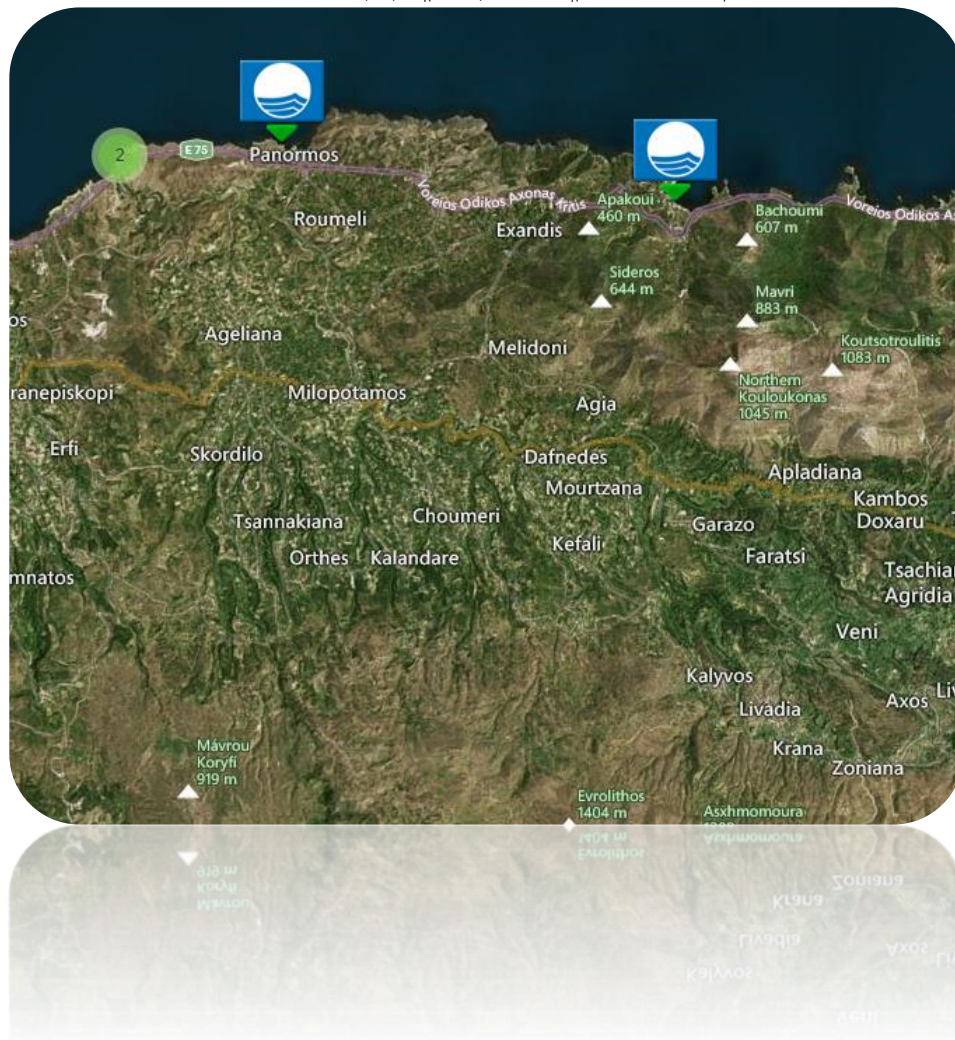 2
E75
Panormos
Voreios Odikos Axonas Kritis
Apakoui
460 m
Bachoumi
607 m
Voreios Odikos Ax
Roumeli
Exandis
Sideros
644 m
Mavri
883 m
os
Ageliana
Melidoni
Koutsotroulitis
1083 m
ranepiskopi
Milopotamos
Northern
Kouloukonas
1045 m
Agia
Erfi
Skordilo
Dafnedes
Apladiana
Mourtzana
Kambos
Doxaru
Tsannakiana
Choumeri
Garazo
Orthes
Kalandare
Kefali
Faratsi
mnatos
Tsachia
Agridia
Veni
Kalyvos
Livadia
Axos
Liv
Krana
Zoniana
Mávrou
Koryfí
919 m
Evrolithos
1404 m
Asxhmomoura